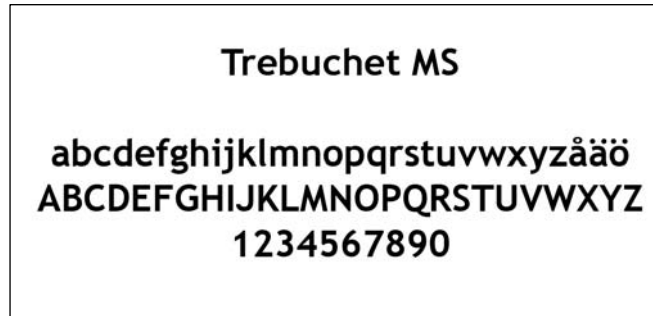 Trebuchet MS
abcdefghijklmnopqrstuvwxyzåäö
ABCDEFGHIJKLMNOPQRSTUVWXYZ
1234567890